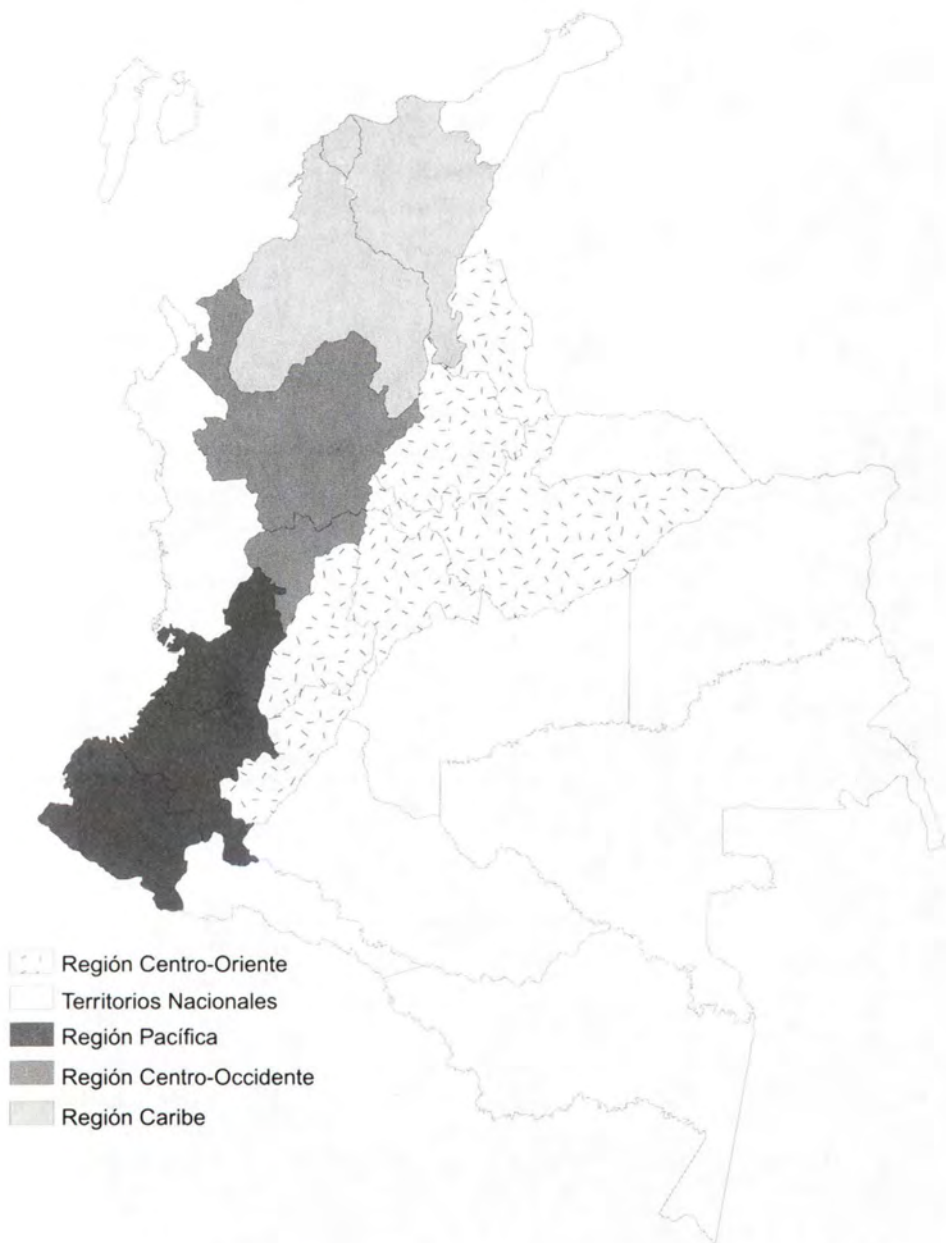 Región Centro-Oriente
Territorios Nacionales
Región Pacífica
Región Centro-Occidente
Región Caribe